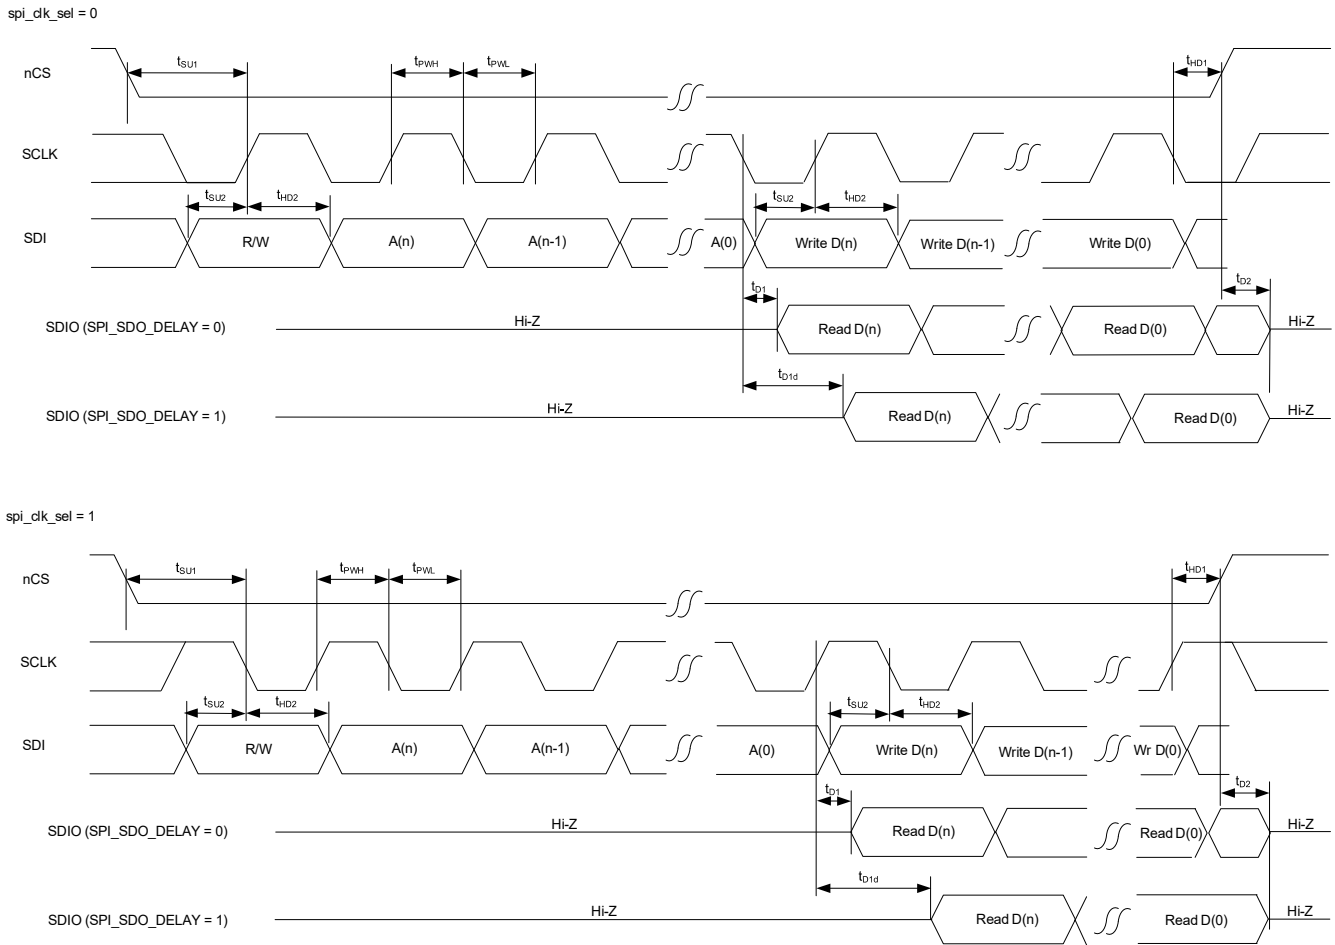 spi_clk_sel = 0
nCS
tSU1
tPWH
tPWL
tHD1
SCLK
tSU2
tHD2
tSU2
tHD2
SDI
R/W
A(n)
A(n-1)
A(0)
Write D(n)
Write D(n-1)
Write D(0)
tD1
tD2
SDIO (SPI_SDO_DELAY = 0)
Hi-Z
Read D(n)
Read D(0)
Hi-Z
tD1d
SDIO (SPI_SDO_DELAY = 1)
Hi-Z
Read D(n)
Read D(0)
Hi-Z
spi_clk_sel = 1
nCS
tSU1
tPWH
tPWL
tHD1
SCLK
tSU2
tHD2
tSU2
tHD2
SDI
R/W
A(n)
A(n-1)
A(0)
Write D(n)
Write D(n-1)
Wr D(0)
tD1
tD2
SDIO (SPI_SDO_DELAY = 0)
Hi-Z
Read D(n)
Read D(0)
Hi-Z
tD1d
SDIO (SPI_SDO_DELAY = 1)
Hi-Z
Read D(n)
Read D(0)
Hi-Z